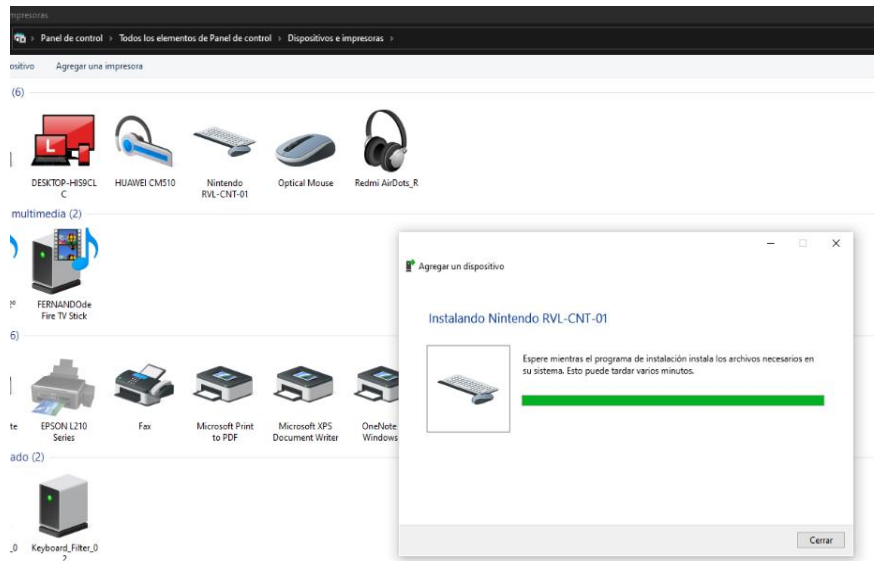 impresoras
Panel de control > Todos los elementos de Panel de control > Dispositivos e impresoras >
ositivo Agregar una impresora
(6)
DESKTOP-HIS9CL
C
HUAWEI CM510
Nintendo
RVL-CNT-01
Optical Mouse
Redmi AirDots_R
multimedia (2)
FERNANDOde
Fire TV Stick
Agregar un dispositivo
Instalando Nintendo RVL-CNT-01
Espere mientras el programa de instalación instala los archivos necesarios en
su sistema. Esto puede tardar varios minutos.
6)
te
EPSON L210
Series
Fax
Microsoft Print
to PDF
Microsoft XPS
Document Writer
OneNote
Windows
ado (2)
_0
Keyboard_Filter_0
2
Cerrar